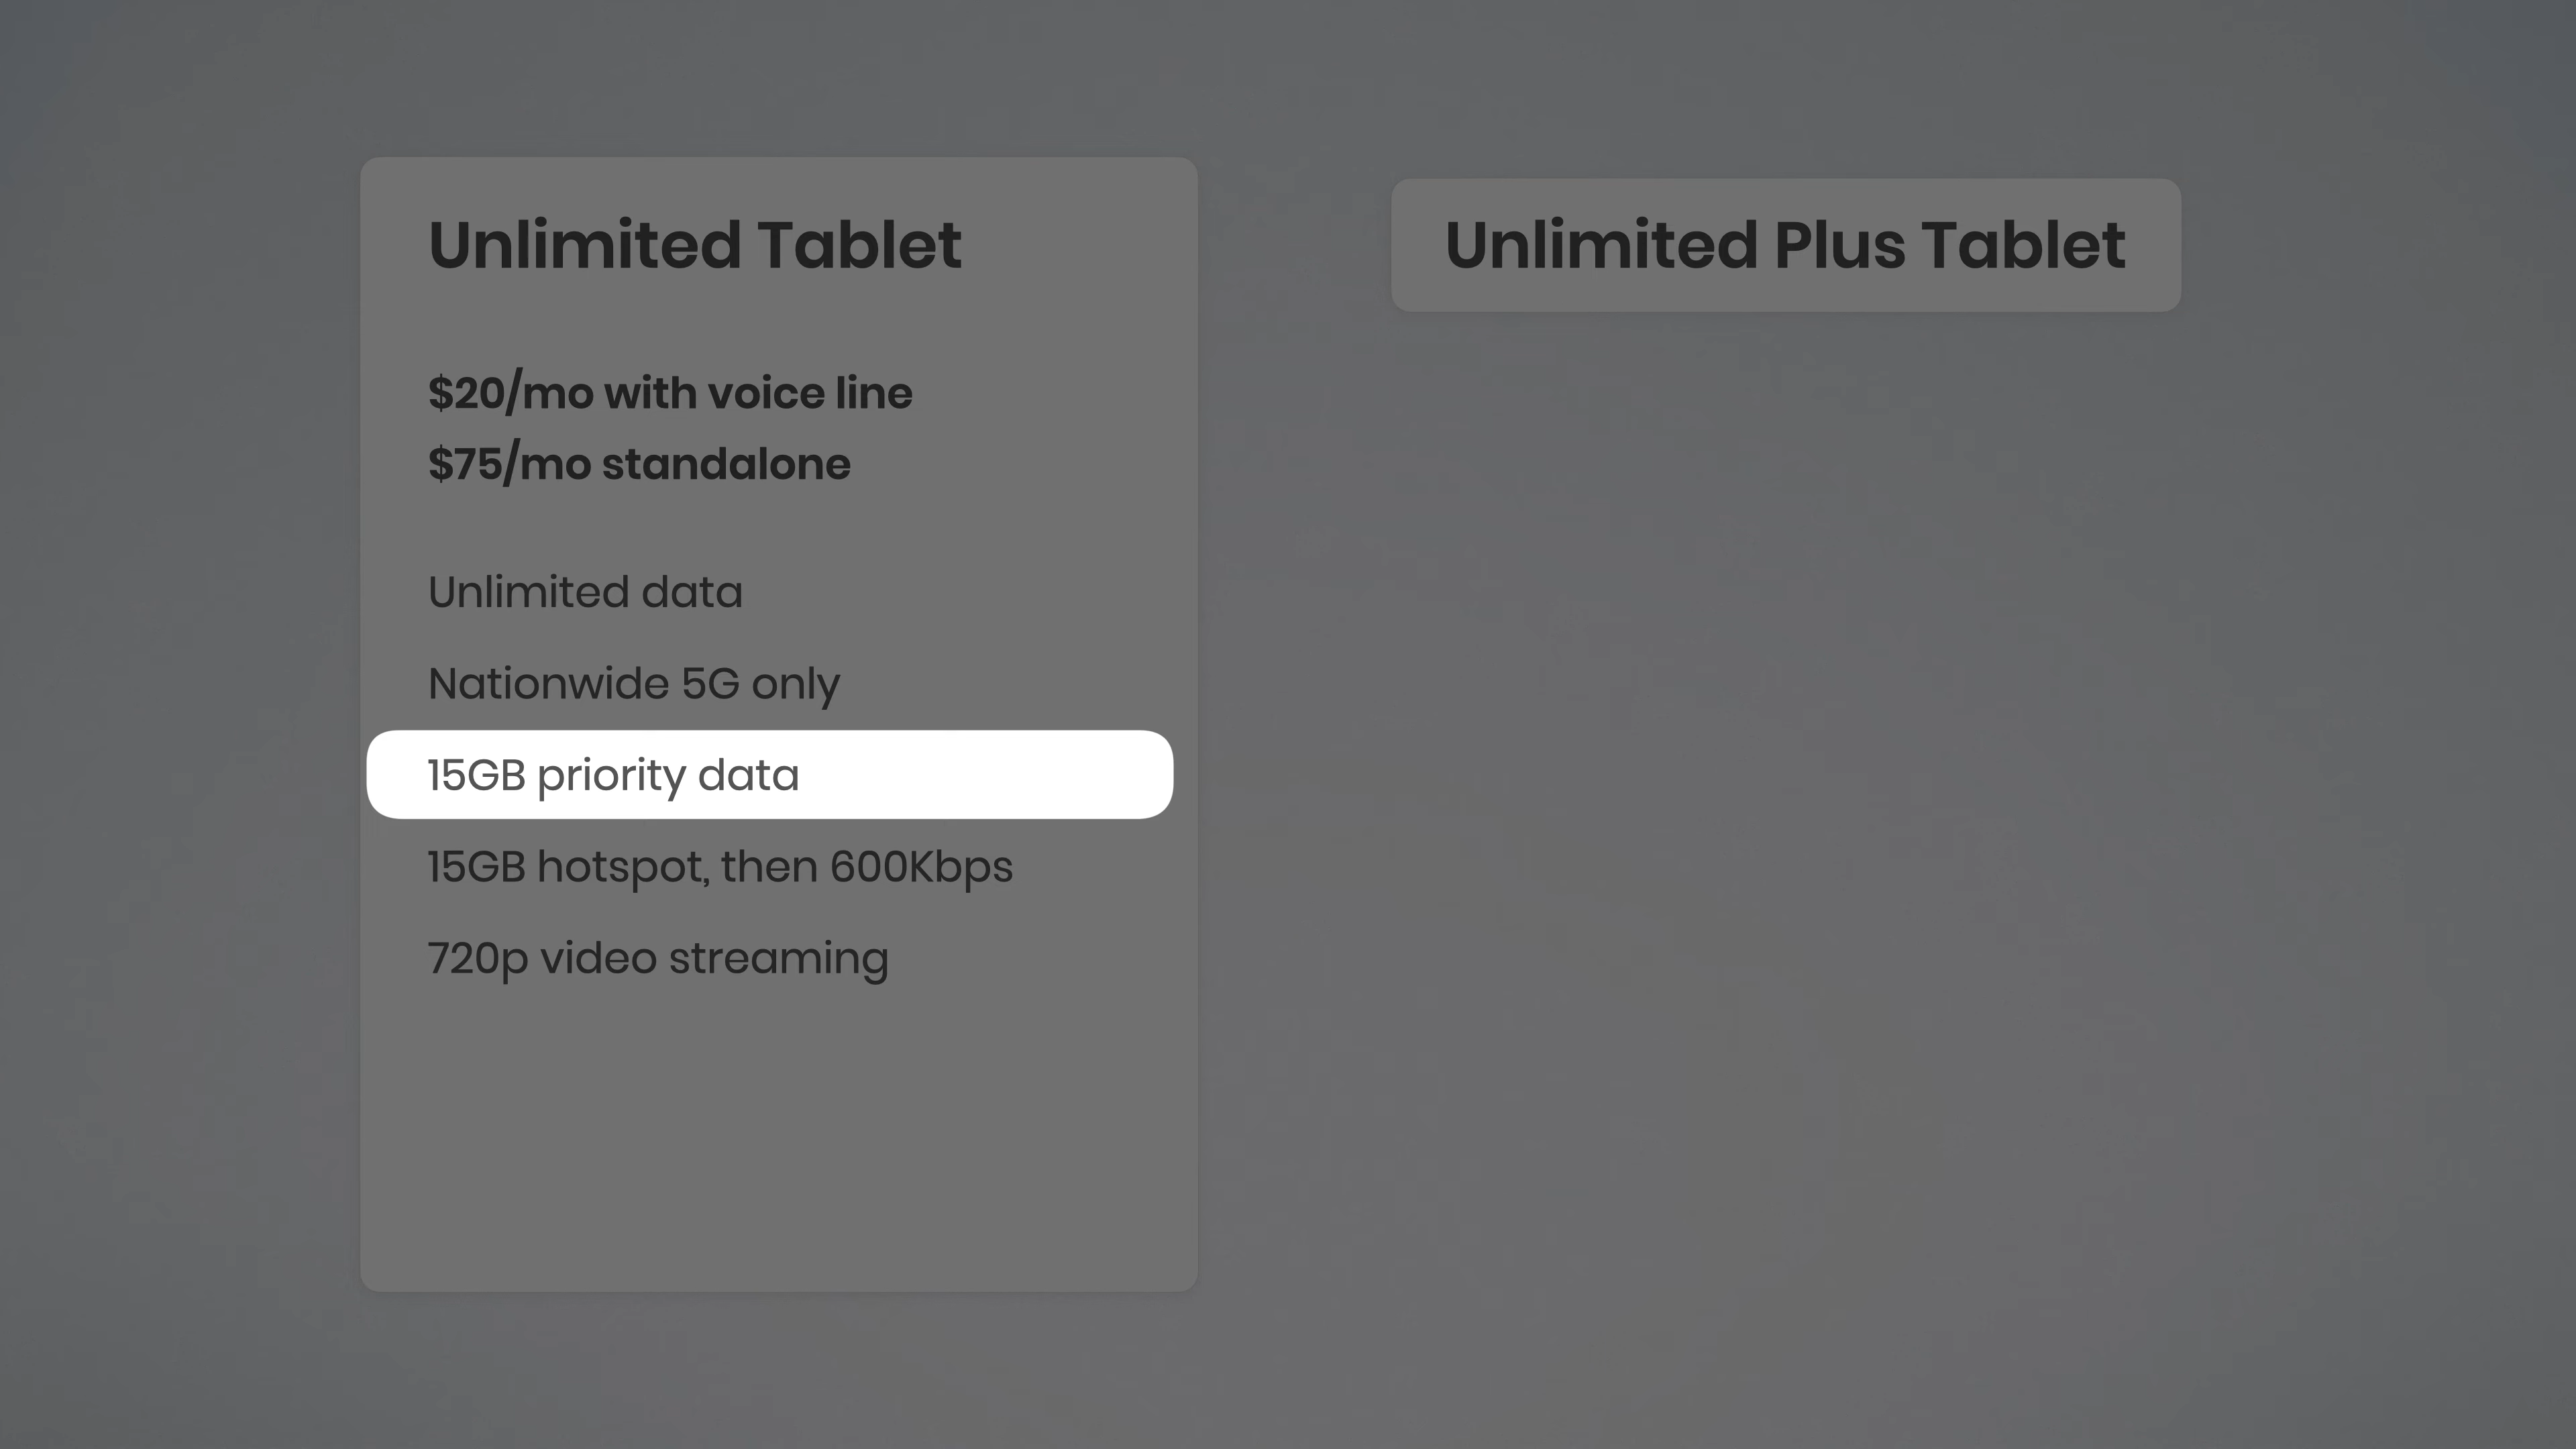 Unlimited Tablet
$20/mo with voice line
$75/mo standalone
Unlimited data
Nationwide 5G only
15GB priority data
15GB hotspot, then 600Kbps
720p video streaming
Unlimited Plus Tablet